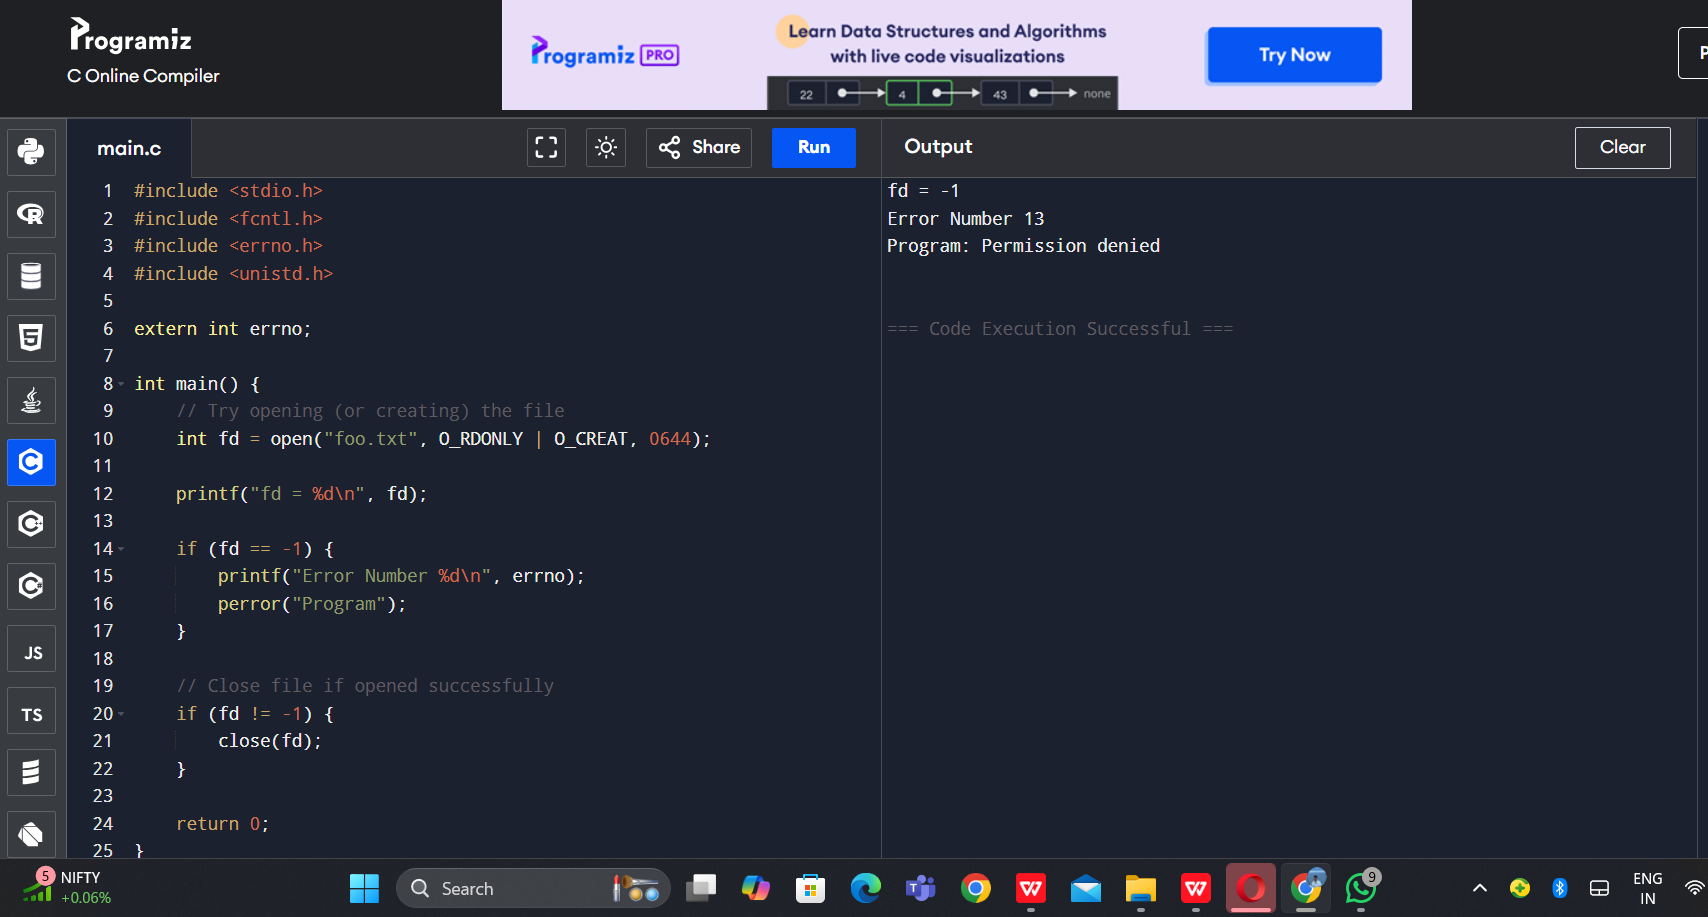 Programiz
C Online Compiler
Programiz PRO
Learn Data Structures and Algorithms
with live code visualizations
22 4 43 none
Try Now
P
main.c
Share
Run
Output
Clear
1 #include <stdio.h>
2 #include <fcntl.h>
3 #include <errno.h>
4 #include <unistd.h>
5
6 extern int errno;
7
8 int main() {
9 // Try opening (or creating) the file
10 int fd = open("foo.txt", O_RDONLY | O_CREAT, 0644);
11
12 printf("fd = %d\n", fd);
13
14 if (fd == -1) {
15 printf("Error Number %d\n", errno);
16 perror("Program");
17 }
18
19 // Close file if opened successfully
20 if (fd != -1) {
21 close(fd);
22 }
23
24 return 0;
25 }
fd = -1
Error Number 13
Program: Permission denied
=== Code Execution Successful ===
JS
TS
5
NIFTY
+0.06%
Search
9
ENG
IN